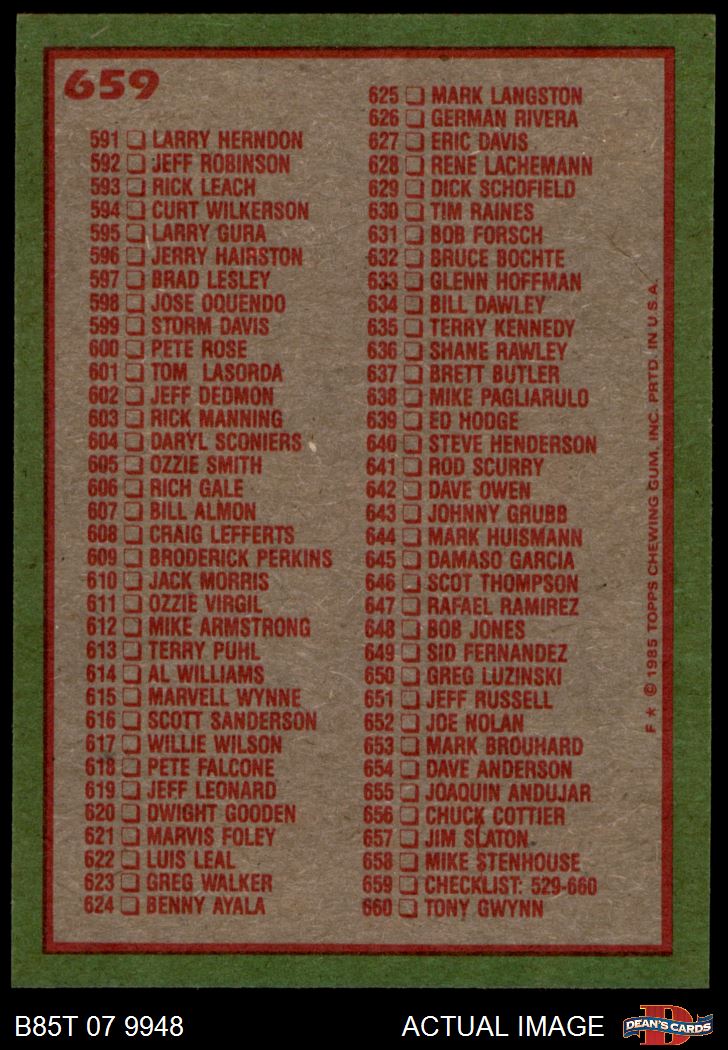 659
591 LARRY HERNDON
592 JEFF ROBINSON
593 RICK LEACH
594 CURT WILKERSON
595 LARRY GURA
596 JERRY HAIRSTON
597 BRAD LESLEY
598 JOSE OQUENDO
599 STORM DAVIS
600 PETE ROSE
601 TOM LASORDA
602 JEFF DEDMON
603 RICK MANNING
604 DARYL SCONIERS
605 OZZIE SMITH
606 RICH GALE
607 BILL ALMON
608 CRAIG LEFFERTS
609 BRODERICK PERKINS
610 JACK MORRIS
611 OZZIE VIRGIL
612 MIKE ARMSTRONG
613 TERRY PUHL
614 AL WILLIAMS
615 MARVELL WYNNE
616 SCOTT SANDERSON
617 WILLIE WILSON
618 PETE FALCONE
619 JEFF LEONARD
620 DWIGHT GOODEN
621 MARVIS FOLEY
622 LUIS LEAL
623 GREG WALKER
624 BENNY AYALA
625 MARK LANGSTON
626 GERMAN RIVERA
627 ERIC DAVIS
628 RENE LACHEMANN
629 DICK SCHOFIELD
630 TIM RAINES
631 BOB FORSCH
632 BRUCE BOCHTE
633 GLENN HOFFMAN
634 BILL DAWLEY
635 TERRY KENNEDY
636 SHANE RAWLEY
637 BRETT BUTLER
638 MIKE PAGLIARULO
639 ED HODGE
640 STEVE HENDERSON
641 ROD SCURRY
642 DAVE OWEN
643 JOHNNY GRUBB
644 MARK HUISMANN
645 DAMASO GARCIA
646 SCOT THOMPSON
647 RAFAEL RAMIREZ
648 BOB JONES
649 SID FERNANDEZ
650 GREG LUZINSKI
651 JEFF RUSSELL
652 JOE NOLAN
653 MARK BROUHARD
654 DAVE ANDERSON
655 JOAQUIN ANDUJAR
656 CHUCK COTTIER
657 JIM SLATON
658 MIKE STENHOUSE
659 CHECKLIST: 529-660
660 TONY GWYNN
F ★ © 1985 TOPPS CHEWING GUM, INC. PRTD. IN U.S.A.
B85T 07 9948
ACTUAL IMAGE
D
DEAN'S CARDS